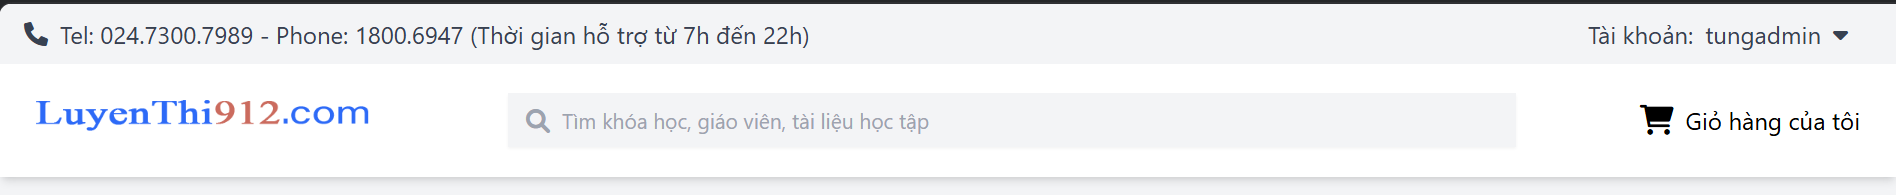 Tel: 024.7300.7989 - Phone: 1800.6947 (Thời gian hỗ trợ từ 7h đến 22h)
Tài khoản: tungadmin
LuyenThi912.com
Tìm khóa học, giáo viên, tài liệu học tập
Giỏ hàng của tôi